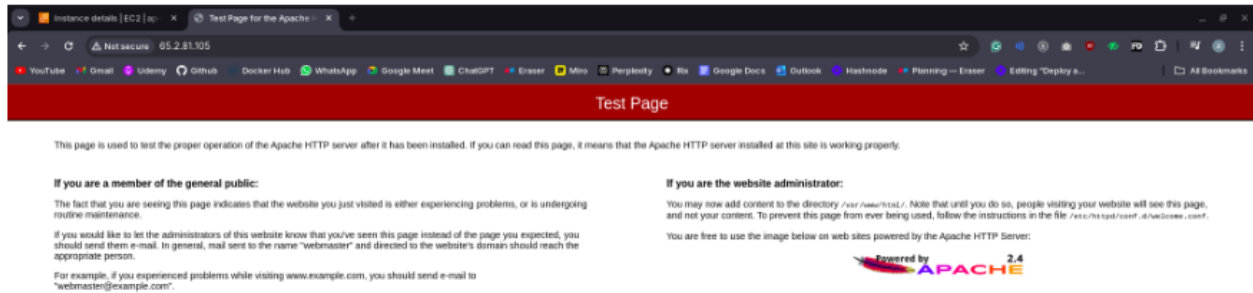 Instance details | EC2 | ap-
Test Page for the Apache H
Not secure 65.2.81.105
YouTube Gmail Udemy Github Docker Hub WhatsApp Google Meet ChatGPT Eraser Miro Perplexity Rix Google Docs Outlook Hashnode Planning — Eraser Editing "Deploy a... All Bookmarks
Test Page
This page is used to test the proper operation of the Apache HTTP server after it has been installed. If you can read this page, it means that the Apache HTTP server installed at this site is working properly.
If you are a member of the general public:
The fact that you are seeing this page indicates that the website you just visited is either experiencing problems, or is undergoing
routine maintenance.
If you would like to let the administrators of this website know that you've seen this page instead of the page you expected, you
should send them e-mail. In general, mail sent to the name "webmaster" and directed to the website's domain should reach the
appropriate person.
For example, if you experienced problems while visiting www.example.com, you should send e-mail to
"webmaster@example.com".
If you are the website administrator:
You may now add content to the directory /var/www/html/. Note that until you do so, people visiting your website will see this page,
and not your content. To prevent this page from ever being used, follow the instructions in the file /etc/httpd/conf.d/welcome.conf.
You are free to use the image below on web sites powered by the Apache HTTP Server:
Powered by 2.4
APACHE